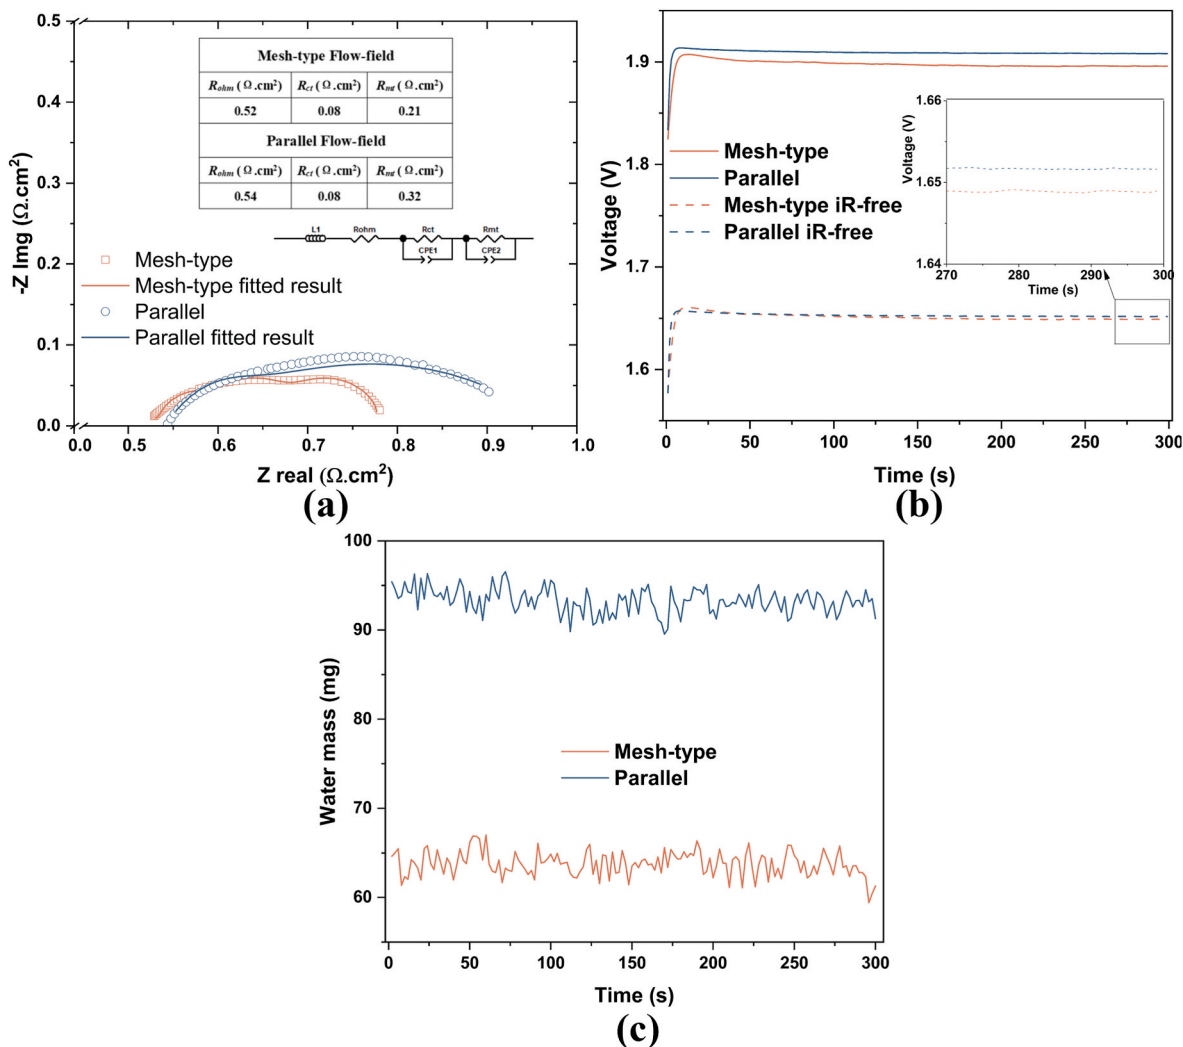 0.5
0.4
0.3
0.2
0.1
0.0
-Z Img (Ω.cm²)
Mesh-type Flow-field
Rohm (Ω.cm²) Rct (Ω.cm²) Rmt (Ω.cm²)
0.52 0.08 0.21
Parallel Flow-field
Rohm (Ω.cm²) Rct (Ω.cm²) Rmt (Ω.cm²)
0.54 0.08 0.32
L1 Rohm Rct Rmt
CPE1 CPE2
Mesh-type
Mesh-type fitted result
Parallel
Parallel fitted result
0.0 0.5 0.6 0.7 0.8 0.9 1.0
Z real (Ω.cm²)
(a)
1.9
1.8
1.7
1.6
Voltage (V)
Mesh-type
Parallel
Mesh-type iR-free
Parallel iR-free
1.66
1.65
1.64
Voltage (V)
270 280 290 300
Time (s)
0 50 100 150 200 250 300
Time (s)
(b)
100
90
80
70
60
Water mass (mg)
Mesh-type
Parallel
0 50 100 150 200 250 300
Time (s)
(c)